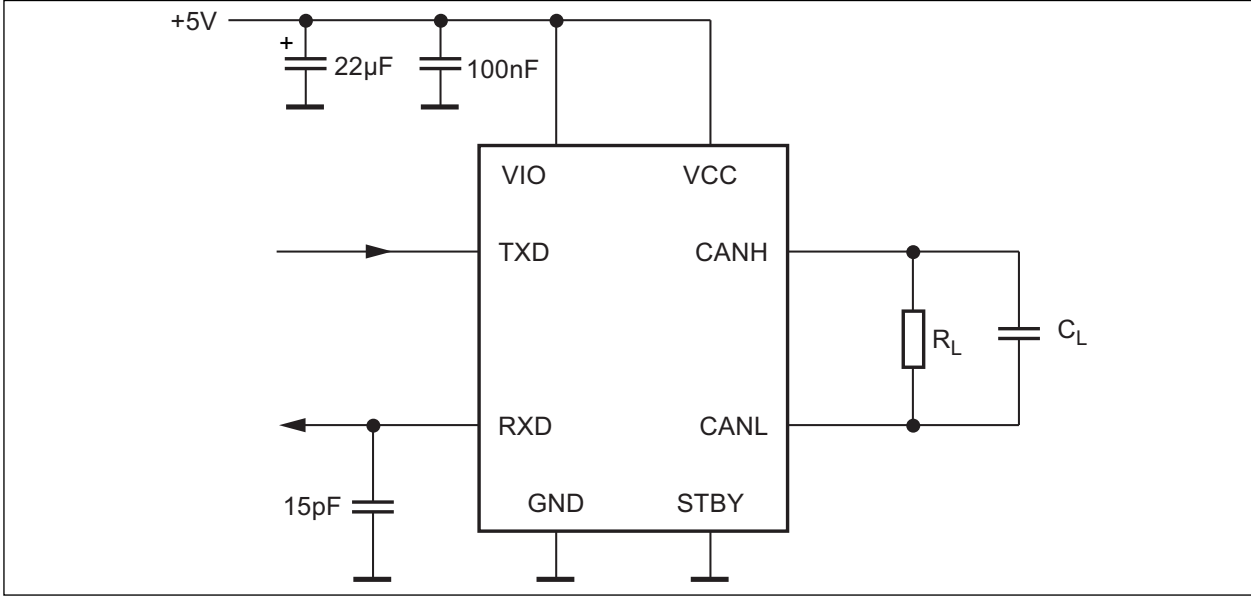 +5V
+
22µF
100nF
VIO
VCC
TXD
CANH
R_L
C_L
RXD
CANL
15pF
GND
STBY